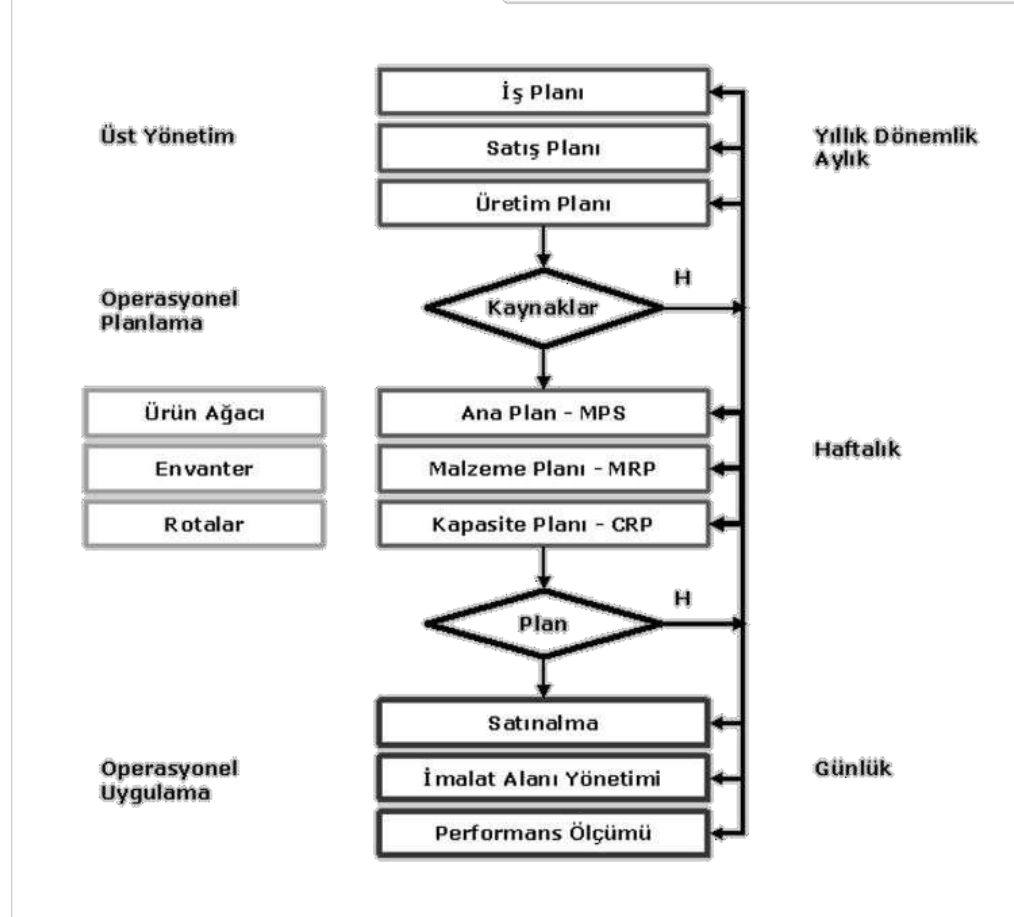 İş Planı
Üst Yönetim
Satış Planı
Yıllık Dönemlik
Aylık
Üretim Planı
H
Operasyonel
Planlama
Kaynaklar
Ürün Ağacı
Ana Plan - MPS
Envanter
Malzeme Planı - MRP
Haftalık
Rotalar
Kapasite Planı - CRP
H
Plan
Satınalma
Operasyonel
Uygulama
İmalat Alanı Yönetimi
Günlük
Performans Ölçümü